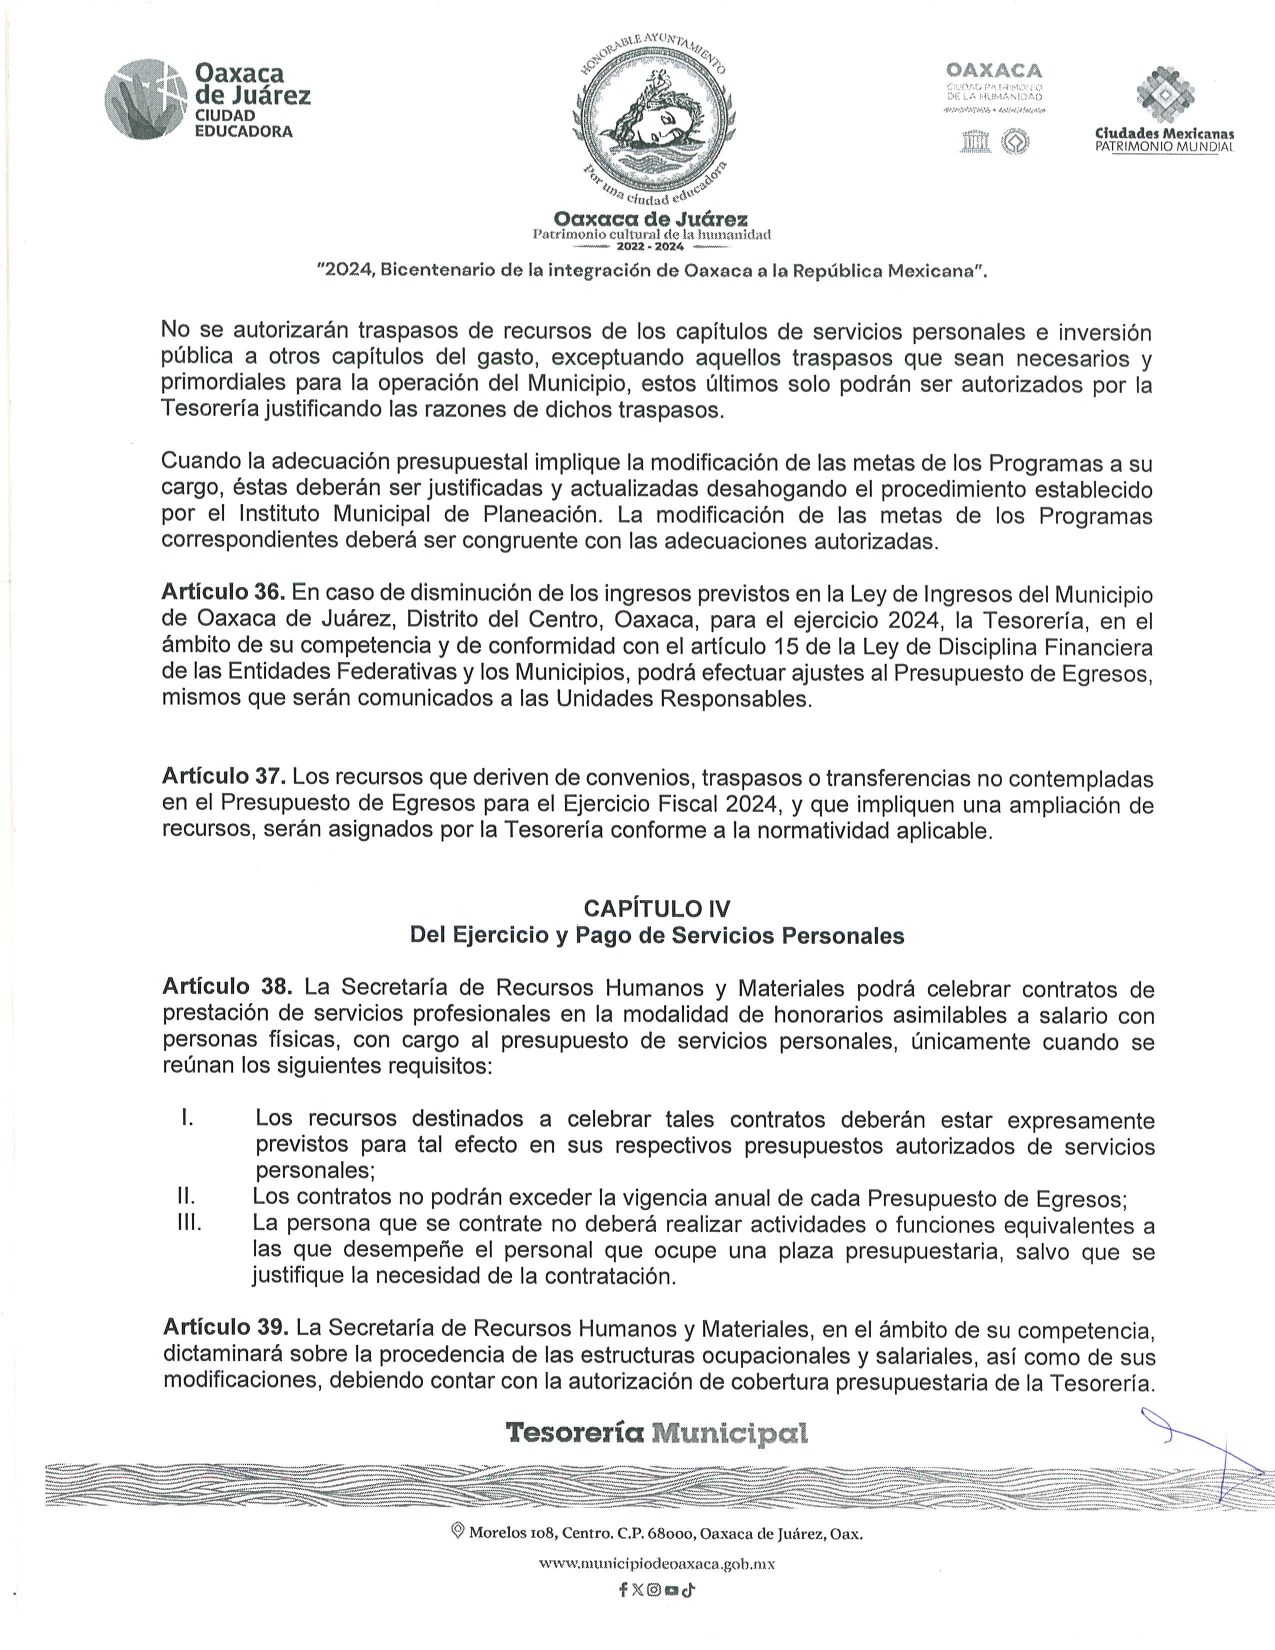 Oaxaca
de Juárez
CIUDAD
EDUCADORA
HONORABLE AYUNTAMIENTO
Por una ciudad educadora
Oaxaca de Juárez
Patrimonio cultural de la humanidad
2022 - 2024
OAXACA
CIUDAD PATRIMONIO
DE LA HUMANIDAD
Ciudades Mexicanas
PATRIMONIO MUNDIAL
"2024, Bicentenario de la integración de Oaxaca a la República Mexicana".
No se autorizarán traspasos de recursos de los capítulos de servicios personales e inversión
pública a otros capítulos del gasto, exceptuando aquellos traspasos que sean necesarios y
primordiales para la operación del Municipio, estos últimos solo podrán ser autorizados por la
Tesorería justificando las razones de dichos traspasos.
Cuando la adecuación presupuestal implique la modificación de las metas de los Programas a su
cargo, éstas deberán ser justificadas y actualizadas desahogando el procedimiento establecido
por el Instituto Municipal de Planeación. La modificación de las metas de los Programas
correspondientes deberá ser congruente con las adecuaciones autorizadas.
Artículo 36. En caso de disminución de los ingresos previstos en la Ley de Ingresos del Municipio
de Oaxaca de Juárez, Distrito del Centro, Oaxaca, para el ejercicio 2024, la Tesorería, en el
ámbito de su competencia y de conformidad con el artículo 15 de la Ley de Disciplina Financiera
de las Entidades Federativas y los Municipios, podrá efectuar ajustes al Presupuesto de Egresos,
mismos que serán comunicados a las Unidades Responsables.
Artículo 37. Los recursos que deriven de convenios, traspasos o transferencias no contempladas
en el Presupuesto de Egresos para el Ejercicio Fiscal 2024, y que impliquen una ampliación de
recursos, serán asignados por la Tesorería conforme a la normatividad aplicable.
CAPÍTULO IV
Del Ejercicio y Pago de Servicios Personales
Artículo 38. La Secretaría de Recursos Humanos y Materiales podrá celebrar contratos de
prestación de servicios profesionales en la modalidad de honorarios asimilables a salario con
personas físicas, con cargo al presupuesto de servicios personales, únicamente cuando se
reúnan los siguientes requisitos:
I. Los recursos destinados a celebrar tales contratos deberán estar expresamente
previstos para tal efecto en sus respectivos presupuestos autorizados de servicios
personales;
II. Los contratos no podrán exceder la vigencia anual de cada Presupuesto de Egresos;
III. La persona que se contrate no deberá realizar actividades o funciones equivalentes a
las que desempeñe el personal que ocupe una plaza presupuestaria, salvo que se
justifique la necesidad de la contratación.
Artículo 39. La Secretaría de Recursos Humanos y Materiales, en el ámbito de su competencia,
dictaminará sobre la procedencia de las estructuras ocupacionales y salariales, así como de sus
modificaciones, debiendo contar con la autorización de cobertura presupuestaria de la Tesorería.
Tesorería Municipal
Morelos 108, Centro. C.P. 68000, Oaxaca de Juárez, Oax.
www.municipiodeoaxaca.gob.mx